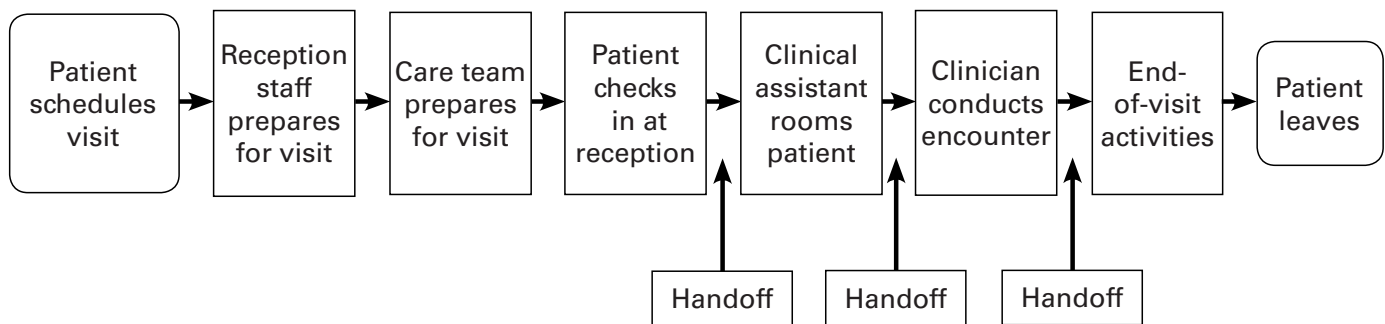 Patient
schedules
visit
Reception
staff
prepares
for visit
Care team
prepares
for visit
Patient
checks
in at
reception
Clinical
assistant
rooms
patient
Clinician
conducts
encounter
End-
of-visit
activities
Patient
leaves
Handoff
Handoff
Handoff